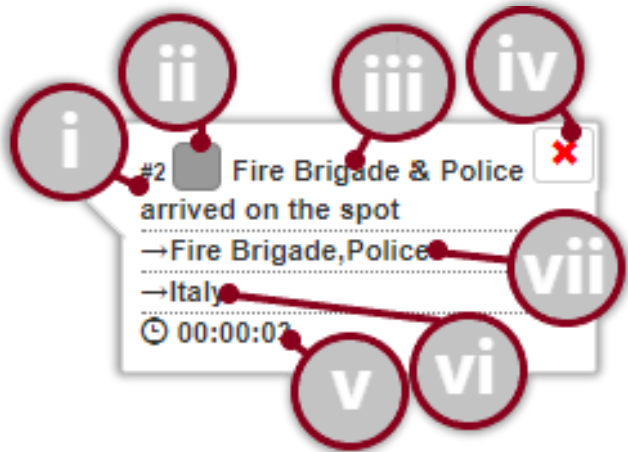 i ii iii iv
#2 Fire Brigade & Police
arrived on the spot
→Fire Brigade,Police
vii
→Italy
00:00:03
v vi